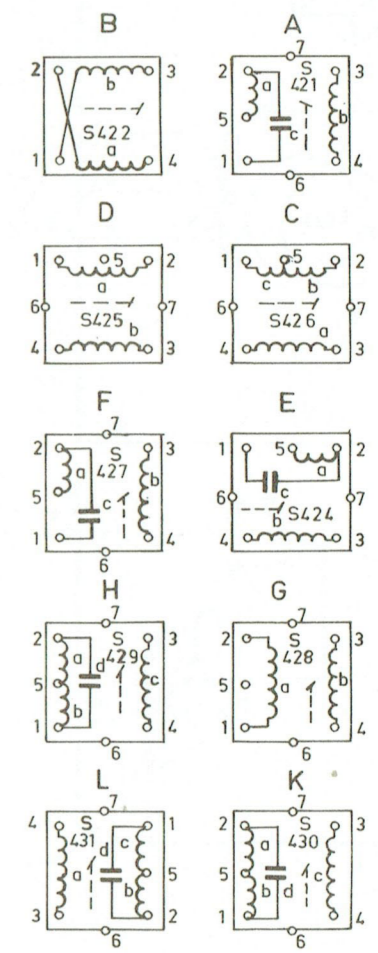 B
2 3
b
S422
a
1 4
A
7
2 S 3
a 421
5 b
c
1 4
6
D
1 5 2
a
6 7
S425 b
4 3
C
1 5 2
c b
6 7
S426 a
4 3
F
7
2 S 3
a 427 b
5 c
1 4
6
E
1 5 2
a
c
6 7
b S424
4 3
H
7
2 S 3
a d 429
5 c
b
1 4
6
G
7
2 S 3
428
5 a b
1 4
6
L
7
4 S 1
431 d c
a 5
b
3 2
6
K
7
2 S 3
a 430
5
b d c
1 4
6